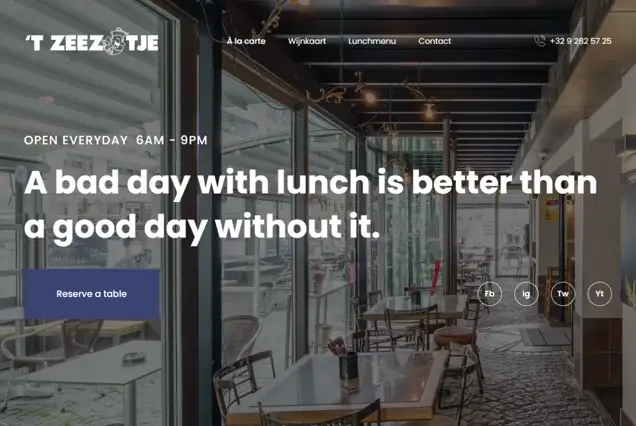 'T ZEEZOTJE
À la carte Wijnkaart Lunchmenu Contact +32 9 282 57 25
OPEN EVERYDAY 6AM - 9PM
A bad day with lunch is better than
a good day without it.
Reserve a table
Fb Ig Tw Yt